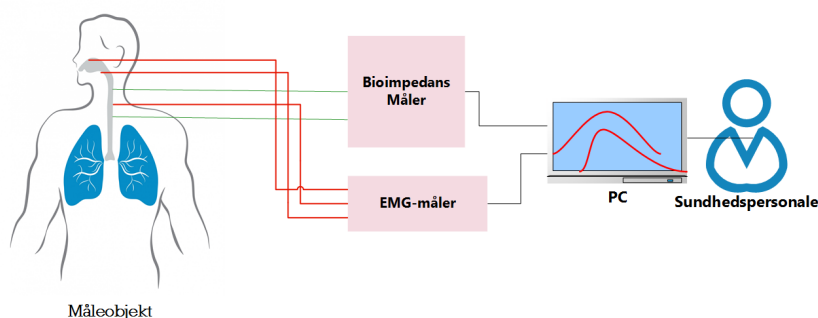 Bioimpedans
Måler
EMG-måler
PC
Sundhedspersonale
Måleobjekt